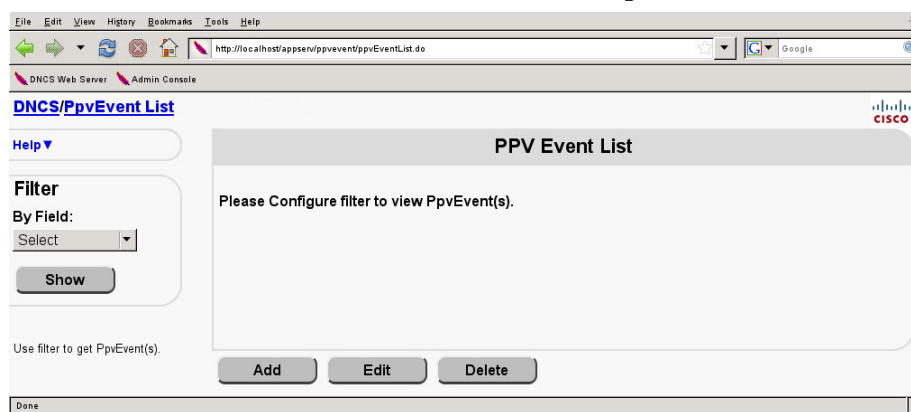 File Edit View History Bookmarks Tools Help
http://localhost/appserv/ppvevent/ppvEventList.do
G Google
DNCS Web Server Admin Console
DNCS/PpvEvent List
CISCO
Help
PPV Event List
Filter
By Field:
Select
Show
Please Configure filter to view PpvEvent(s).
Use filter to get PpvEvent(s).
Add Edit Delete
Done